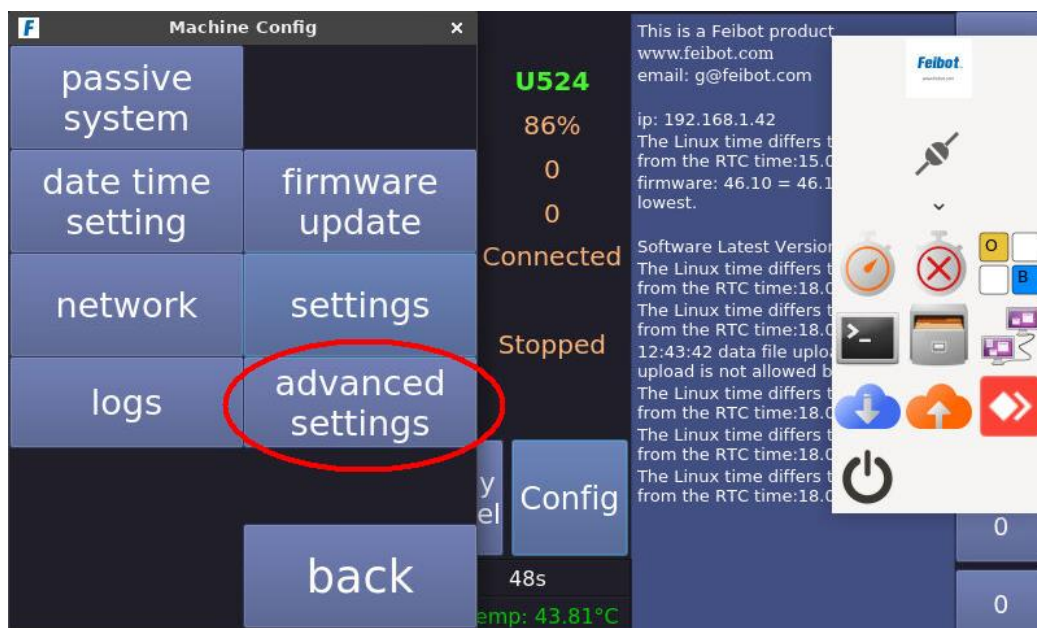 Machine Config
passive
system
date time
setting
firmware
update
network
settings
logs
advanced
settings
back
U524
86%
0
0
Connected
Stopped
Config
48s
emp: 43.81°C
This is a Feibot product
www.feibot.com
email: g@feibot.com
ip: 192.168.1.42
The Linux time differs
from the RTC time:15.0
firmware: 46.10 = 46.1
lowest.
Software Latest Version
The Linux time differs
from the RTC time:18.0
The Linux time differs
from the RTC time:18.0
12:43:42 data file uplo
upload is not allowed b
The Linux time differs
from the RTC time:18.0
The Linux time differs
from the RTC time:18.0
The Linux time differs
from the RTC time:18.0
Feibot
O
B
0
0